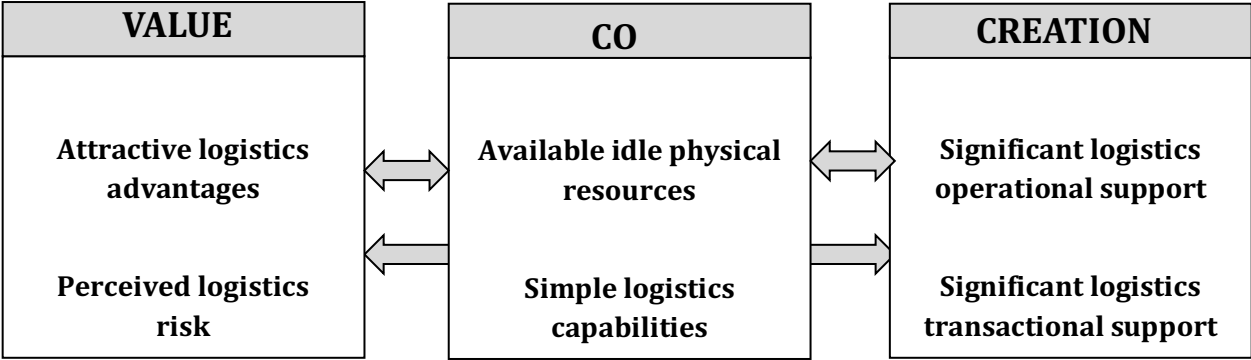 VALUE
Attractive logistics
advantages
Perceived logistics
risk
CO
Available idle physical
resources
Simple logistics
capabilities
CREATION
Significant logistics
operational support
Significant logistics
transactional support